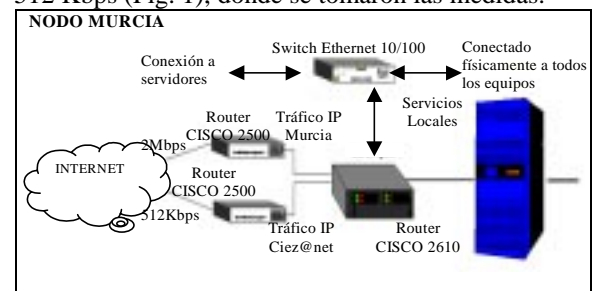 512 Kbps (Fig. 1), donde se tomaron las medidas.
NODO MURCIA
Switch Ethernet 10/100
Conexión a
servidores
Conectado
físicamente a todos
los equipos
Servicios
Locales
Router
CISCO 2500
Tráfico IP
Murcia
2Mbps
INTERNET
Router
CISCO 2500
512Kbps
Tráfico IP
Ciez@net
Router
CISCO 2610